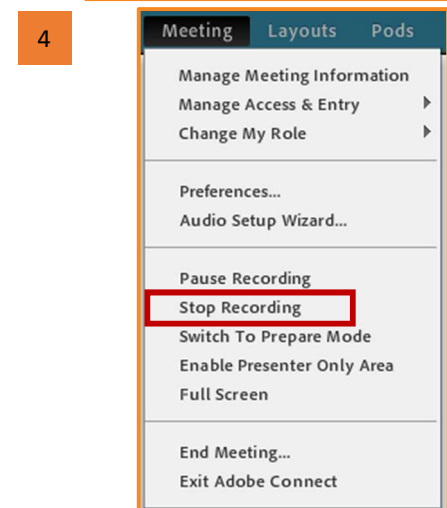 4
Meeting Layouts Pods
Manage Meeting Information
Manage Access & Entry
Change My Role
Preferences...
Audio Setup Wizard...
Pause Recording
Stop Recording
Switch To Prepare Mode
Enable Presenter Only Area
Full Screen
End Meeting...
Exit Adobe Connect